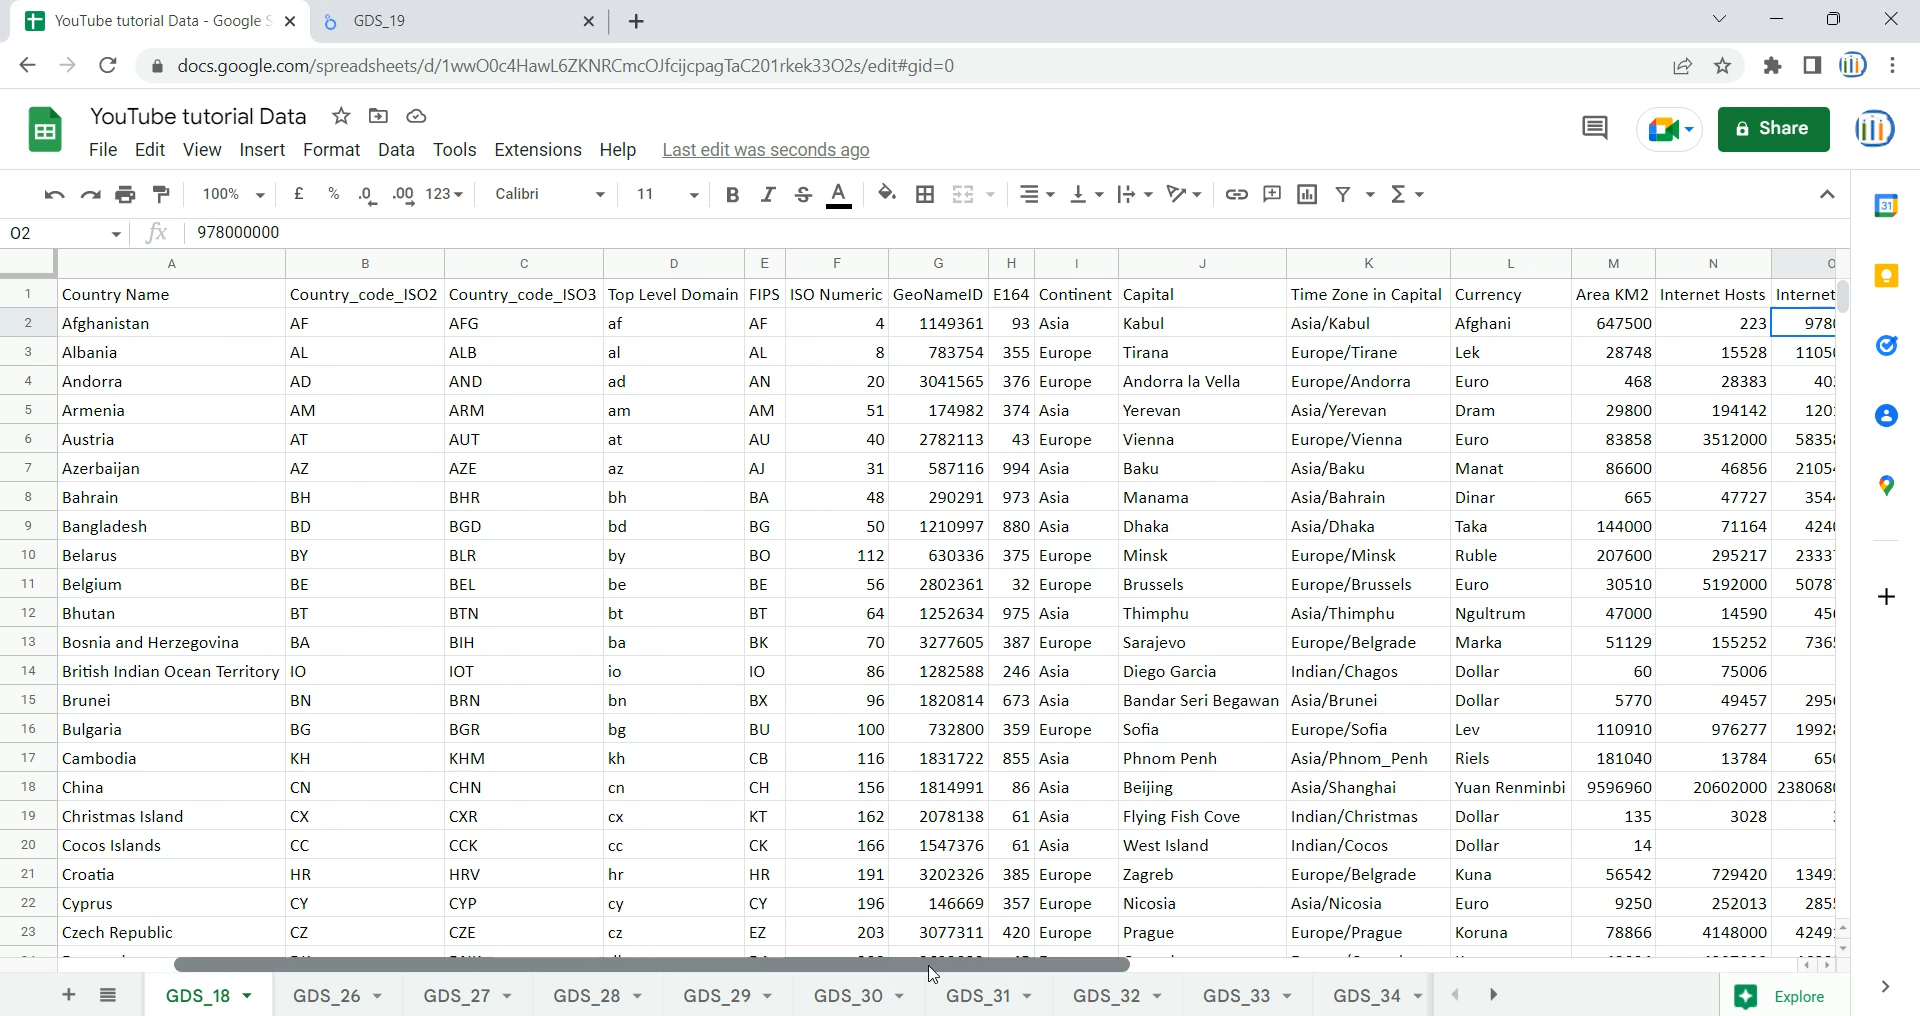 YouTube tutorial Data - Google S GDS_19
docs.google.com/spreadsheets/d/1wwO0c4HawL6ZKNRCmcOJfcijcpagTaC201rkek33O2s/edit#gid=0
YouTube tutorial Data
File Edit View Insert Format Data Tools Extensions Help Last edit was seconds ago
Share
100% £ % .0 .00 123 Calibri 11 B I S A Σ
31
O2 fx 978000000
A B C D E F G H I J K L M N O
1 Country Name Country_code_ISO2 Country_code_ISO3 Top Level Domain FIPS ISO Numeric GeoNameID E164 Continent Capital Time Zone in Capital Currency Area KM2 Internet Hosts Internet
2 Afghanistan AF AFG af AF 4 1149361 93 Asia Kabul Asia/Kabul Afghani 647500 223 978
3 Albania AL ALB al AL 8 783754 355 Europe Tirana Europe/Tirane Lek 28748 15528 1105
4 Andorra AD AND ad AN 20 3041565 376 Europe Andorra la Vella Europe/Andorra Euro 468 28383 40
5 Armenia AM ARM am AM 51 174982 374 Asia Yerevan Asia/Yerevan Dram 29800 194142 120
6 Austria AT AUT at AU 40 2782113 43 Europe Vienna Europe/Vienna Euro 83858 3512000 5835
7 Azerbaijan AZ AZE az AJ 31 587116 994 Asia Baku Asia/Baku Manat 86600 46856 2105
8 Bahrain BH BHR bh BA 48 290291 973 Asia Manama Asia/Bahrain Dinar 665 47727 354
9 Bangladesh BD BGD bd BG 50 1210997 880 Asia Dhaka Asia/Dhaka Taka 144000 71164 424
10 Belarus BY BLR by BO 112 630336 375 Europe Minsk Europe/Minsk Ruble 207600 295217 2333
11 Belgium BE BEL be BE 56 2802361 32 Europe Brussels Europe/Brussels Euro 30510 5192000 5078
12 Bhutan BT BTN bt BT 64 1252634 975 Asia Thimphu Asia/Thimphu Ngultrum 47000 14590 45
13 Bosnia and Herzegovina BA BIH ba BK 70 3277605 387 Europe Sarajevo Europe/Belgrade Marka 51129 155252 736
14 British Indian Ocean Territory IO IOT io IO 86 1282588 246 Asia Diego Garcia Indian/Chagos Dollar 60 75006
15 Brunei BN BRN bn BX 96 1820814 673 Asia Bandar Seri Begawan Asia/Brunei Dollar 5770 49457 295
16 Bulgaria BG BGR bg BU 100 732800 359 Europe Sofia Europe/Sofia Lev 110910 976277 1992
17 Cambodia KH KHM kh CB 116 1831722 855 Asia Phnom Penh Asia/Phnom_Penh Riels 181040 13784 65
18 China CN CHN cn CH 156 1814991 86 Asia Beijing Asia/Shanghai Yuan Renminbi 9596960 20602000 238068
19 Christmas Island CX CXR cx KT 162 2078138 61 Asia Flying Fish Cove Indian/Christmas Dollar 135 3028
20 Cocos Islands CC CCK cc CK 166 1547376 61 Asia West Island Indian/Cocos Dollar 14
21 Croatia HR HRV hr HR 191 3202326 385 Europe Zagreb Europe/Belgrade Kuna 56542 729420 1349
22 Cyprus CY CYP cy CY 196 146669 357 Europe Nicosia Asia/Nicosia Euro 9250 252013 285
23 Czech Republic CZ CZE cz EZ 203 3077311 420 Europe Prague Europe/Prague Koruna 78866 4148000 4249
GDS_18 GDS_26 GDS_27 GDS_28 GDS_29 GDS_30 GDS_31 GDS_32 GDS_33 GDS_34 Explore